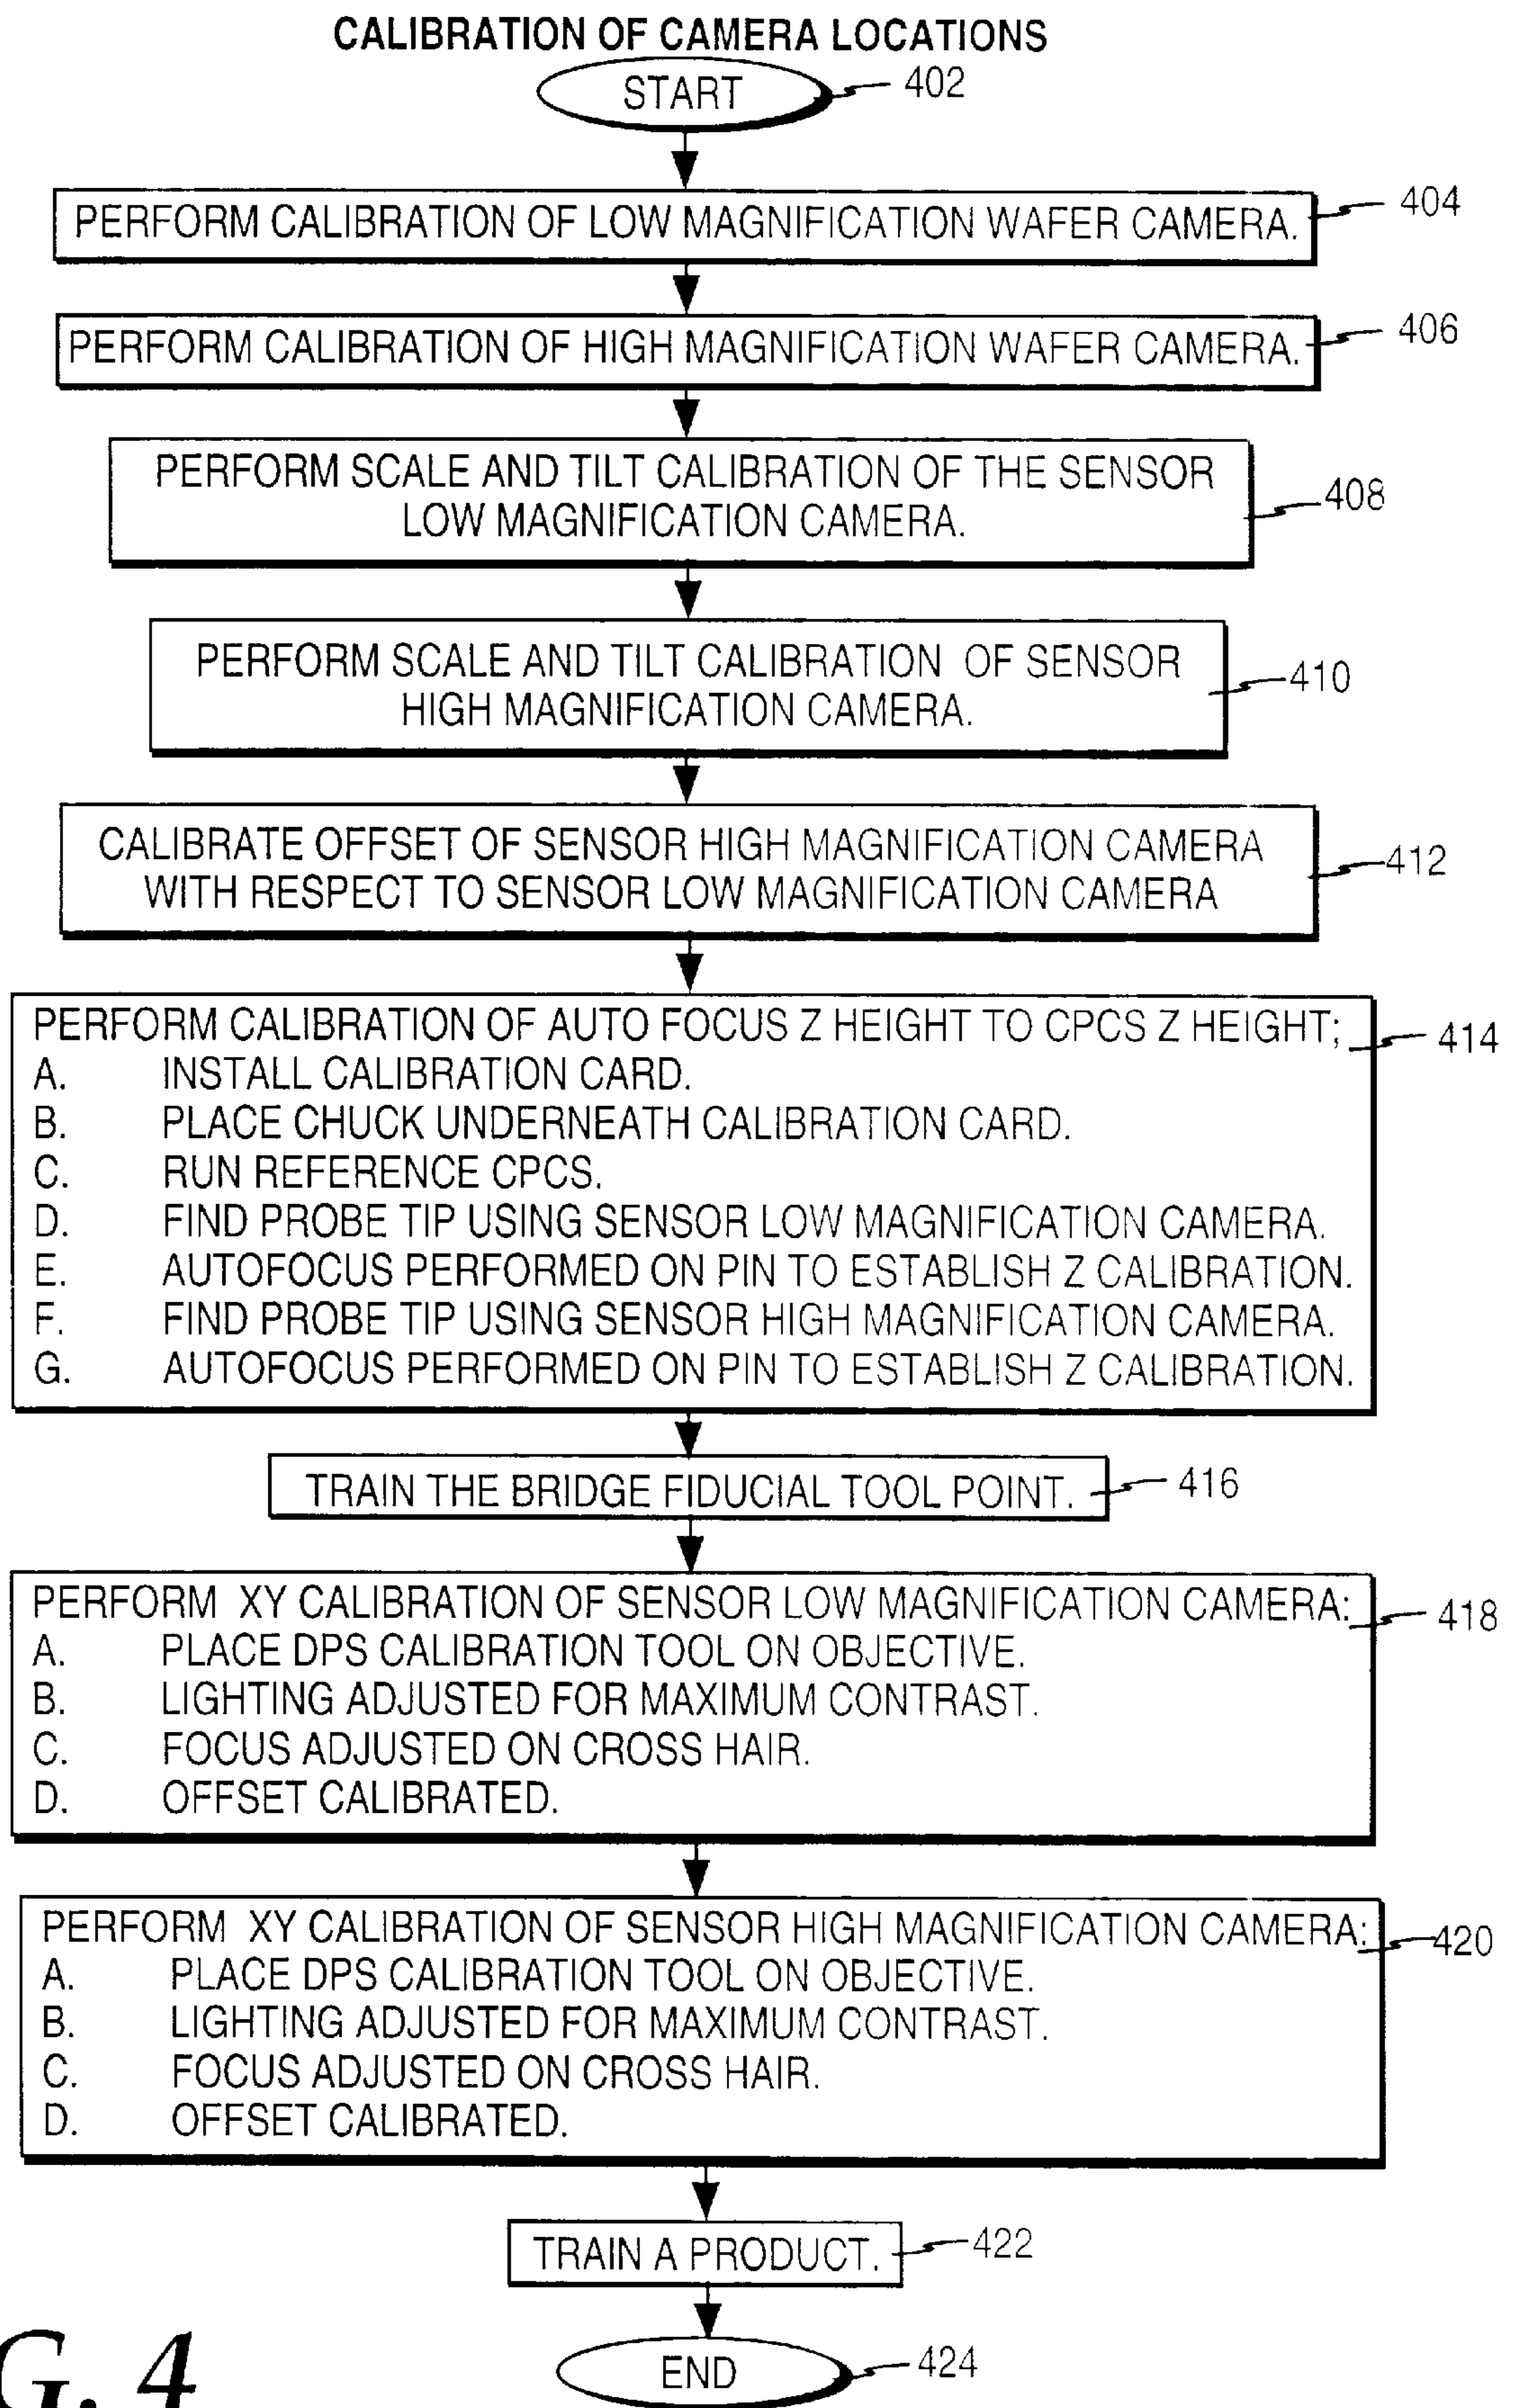 CALIBRATION OF CAMERA LOCATIONS
START 402
PERFORM CALIBRATION OF LOW MAGNIFICATION WAFER CAMERA. 404
PERFORM CALIBRATION OF HIGH MAGNIFICATION WAFER CAMERA. 406
PERFORM SCALE AND TILT CALIBRATION OF THE SENSOR
LOW MAGNIFICATION CAMERA. 408
PERFORM SCALE AND TILT CALIBRATION OF SENSOR
HIGH MAGNIFICATION CAMERA. 410
CALIBRATE OFFSET OF SENSOR HIGH MAGNIFICATION CAMERA
WITH RESPECT TO SENSOR LOW MAGNIFICATION CAMERA 412
PERFORM CALIBRATION OF AUTO FOCUS Z HEIGHT TO CPCS Z HEIGHT; 414
A. INSTALL CALIBRATION CARD.
B. PLACE CHUCK UNDERNEATH CALIBRATION CARD.
C. RUN REFERENCE CPCS.
D. FIND PROBE TIP USING SENSOR LOW MAGNIFICATION CAMERA.
E. AUTOFOCUS PERFORMED ON PIN TO ESTABLISH Z CALIBRATION.
F. FIND PROBE TIP USING SENSOR HIGH MAGNIFICATION CAMERA.
G. AUTOFOCUS PERFORMED ON PIN TO ESTABLISH Z CALIBRATION.
TRAIN THE BRIDGE FIDUCIAL TOOL POINT. 416
PERFORM XY CALIBRATION OF SENSOR LOW MAGNIFICATION CAMERA: 418
A. PLACE DPS CALIBRATION TOOL ON OBJECTIVE.
B. LIGHTING ADJUSTED FOR MAXIMUM CONTRAST.
C. FOCUS ADJUSTED ON CROSS HAIR.
D. OFFSET CALIBRATED.
PERFORM XY CALIBRATION OF SENSOR HIGH MAGNIFICATION CAMERA: 420
A. PLACE DPS CALIBRATION TOOL ON OBJECTIVE.
B. LIGHTING ADJUSTED FOR MAXIMUM CONTRAST.
C. FOCUS ADJUSTED ON CROSS HAIR.
D. OFFSET CALIBRATED.
TRAIN A PRODUCT. 422
END 424
G. 4